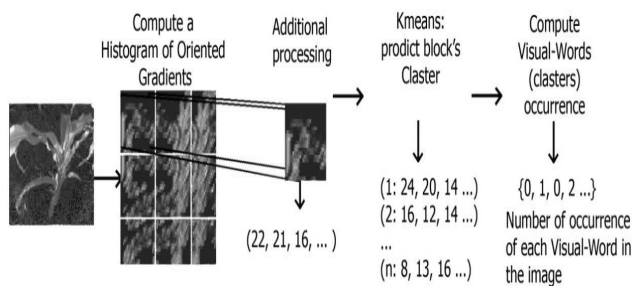 Compute a
Histogram of Oriented
Gradients
Additional
processing
Kmeans:
prodict block's
Claster
Compute
Visual-Words
(clasters)
occurrence
(22, 21, 16, ... )
(1: 24, 20, 14 ...)
(2: 16, 12, 14 ...)
...
(n: 8, 13, 16 ...)
{0, 1, 0, 2 ...}
Number of occurrence
of each Visual-Word in
the image